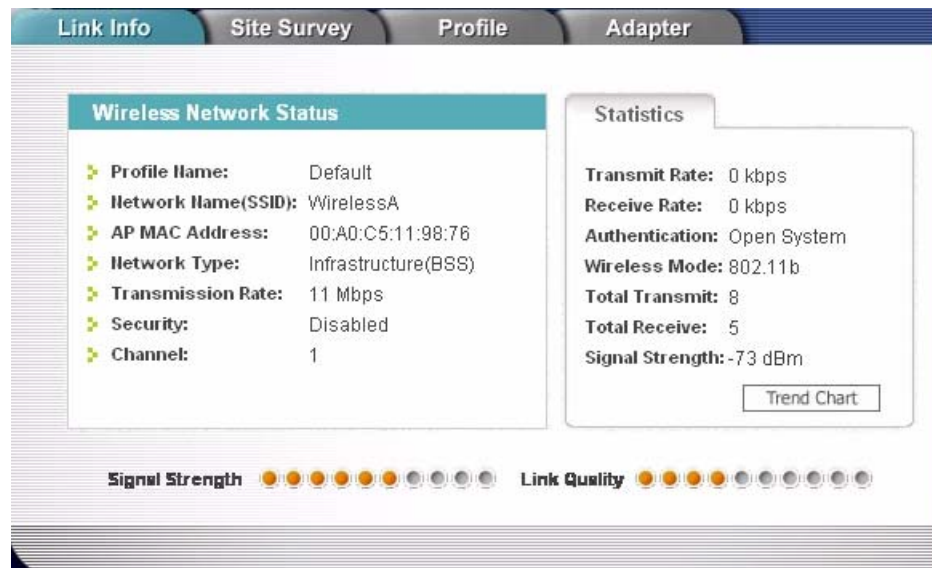 Link Info Site Survey Profile Adapter
Wireless Network Status
Profile Name: Default
Network Name(SSID): WirelessA
AP MAC Address: 00:A0:C5:11:98:76
Network Type: Infrastructure(BSS)
Transmission Rate: 11 Mbps
Security: Disabled
Channel: 1
Statistics
Transmit Rate: 0 kbps
Receive Rate: 0 kbps
Authentication: Open System
Wireless Mode: 802.11b
Total Transmit: 8
Total Receive: 5
Signal Strength: -73 dBm
Trend Chart
Signal Strength Link Quality